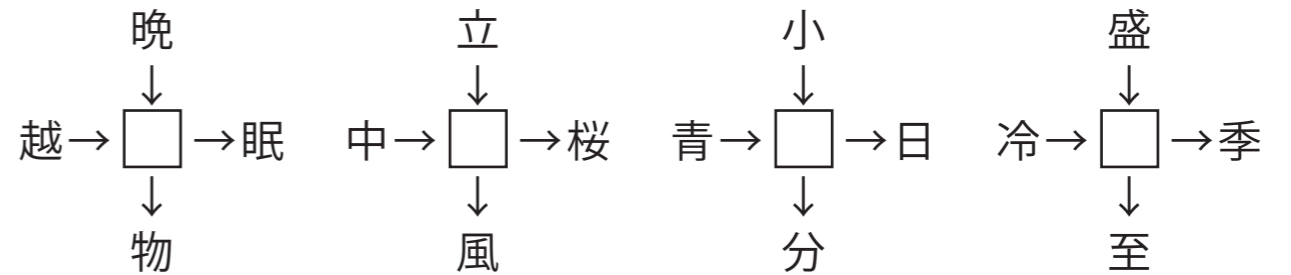 晩 立 小 盛
↓ ↓ ↓ ↓
越→□→眠 中→□→桜 青→□→日 冷→□→季
↓ ↓ ↓ ↓
物 風 分 至